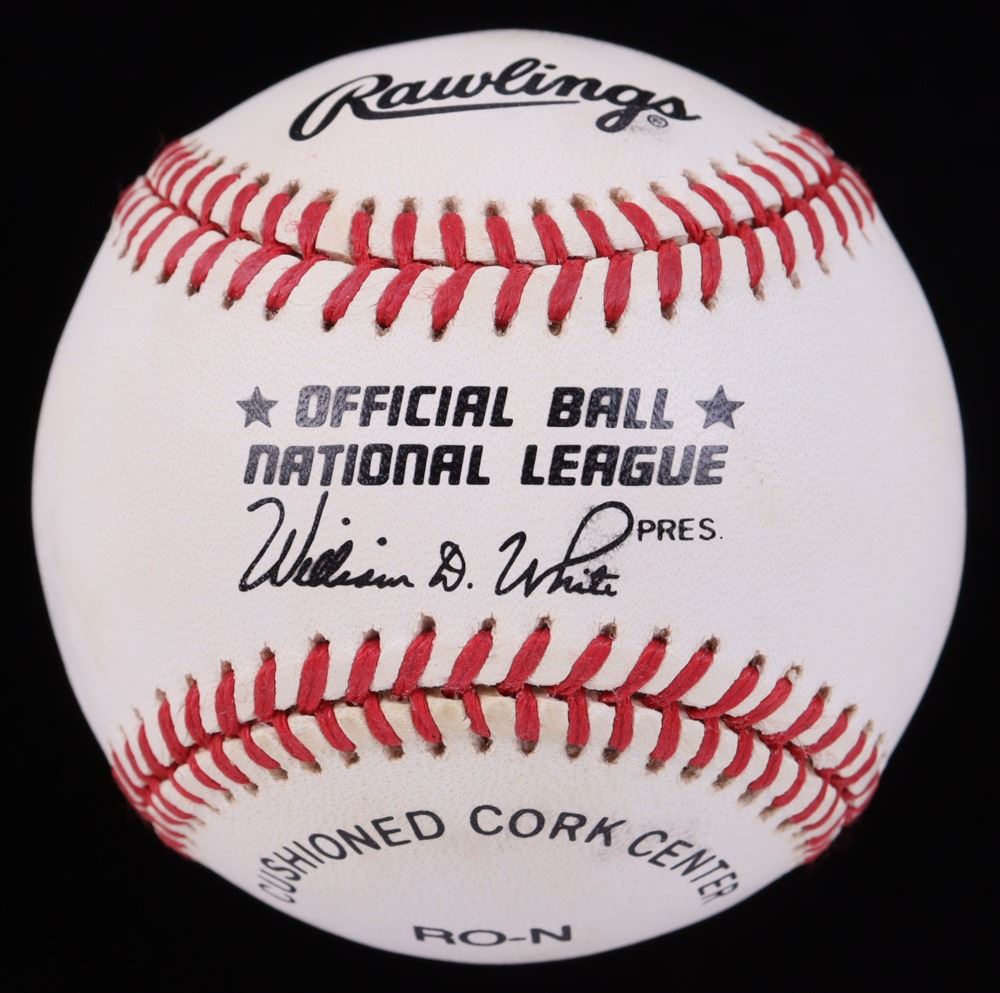 Rawlings®
★ OFFICIAL BALL ★
NATIONAL LEAGUE
William D. White PRES.
CUSHIONED CORK CENTER
RO-N